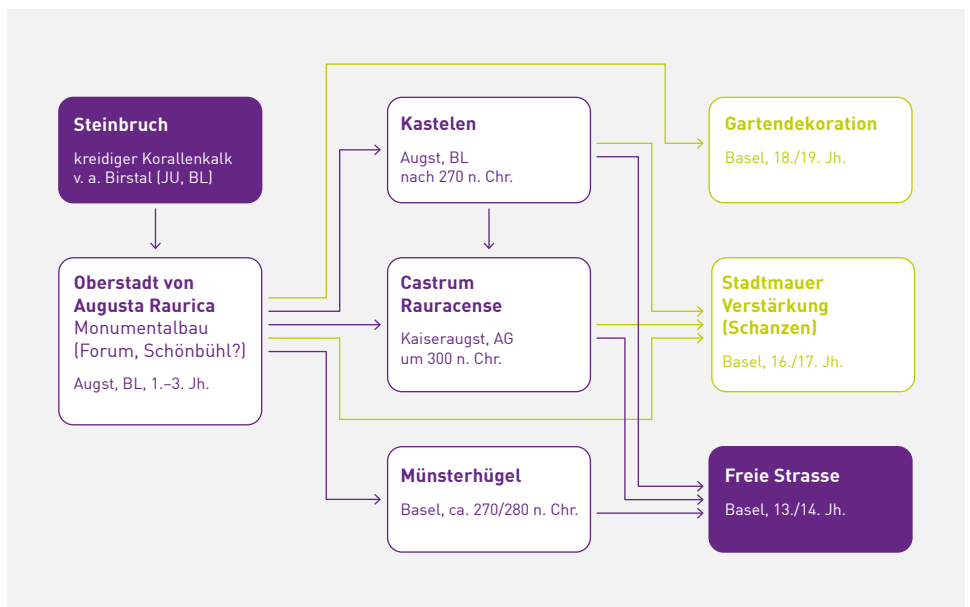 Steinbruch
kreidiger Korallenkalk
v. a. Birstal (JU, BL)
Oberstadt von
Augusta Raurica
Monumentalbau
(Forum, Schönbühl?)
Augst, BL, 1.–3. Jh.
Kastelen
Augst, BL
nach 270 n. Chr.
Castrum
Rauracense
Kaiseraugst, AG
um 300 n. Chr.
Münsterhügel
Basel, ca. 270/280 n. Chr.
Gartendekoration
Basel, 18./19. Jh.
Stadtmauer
Verstärkung
(Schanzen)
Basel, 16./17. Jh.
Freie Strasse
Basel, 13./14. Jh.